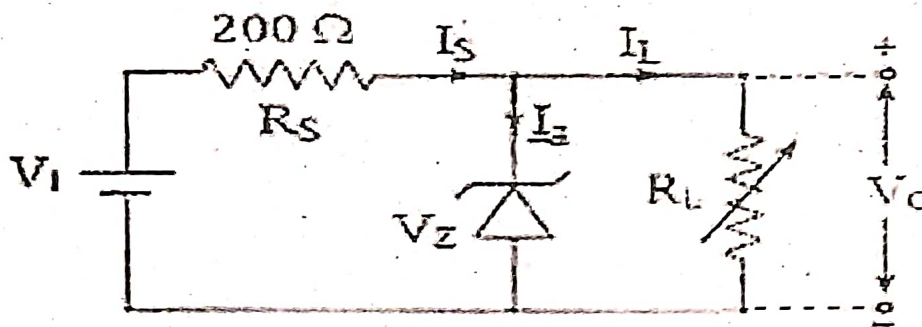 200 Ω
I_S I_L +
R_S
I_Z
V_I
V_Z
R_L
V_O
−